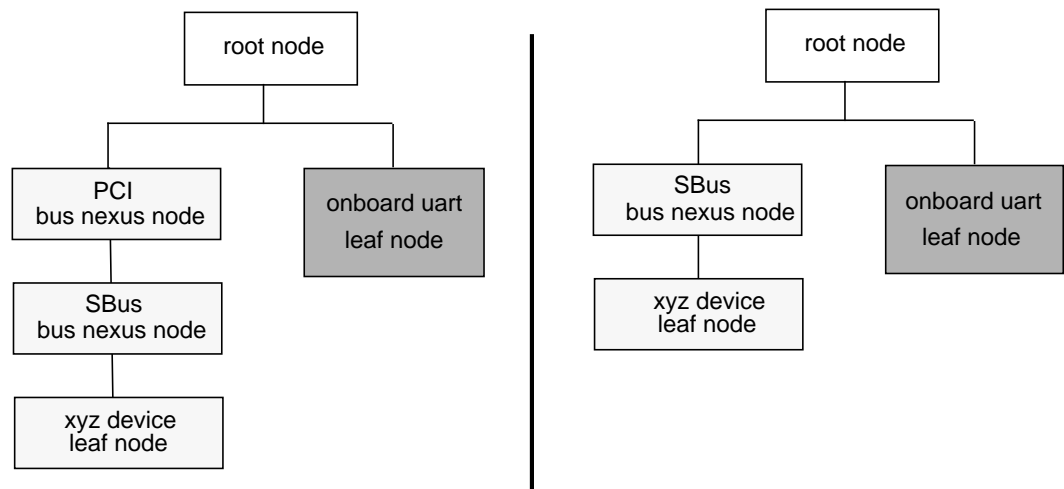 root node
PCI
bus nexus node
onboard uart
leaf node
SBus
bus nexus node
xyz device
leaf node
root node
SBus
bus nexus node
onboard uart
leaf node
xyz device
leaf node